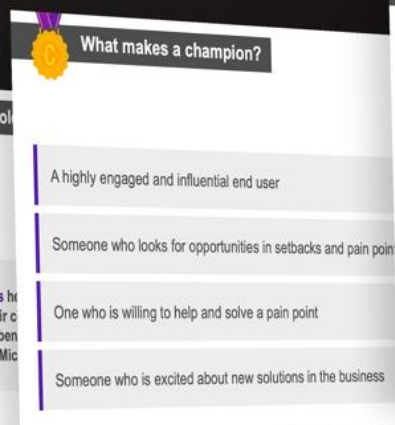 C
What makes a champion?
A highly engaged and influential end user
Someone who looks for opportunities in setbacks and pain poin
One who is willing to help and solve a pain point
Someone who is excited about new solutions in the business